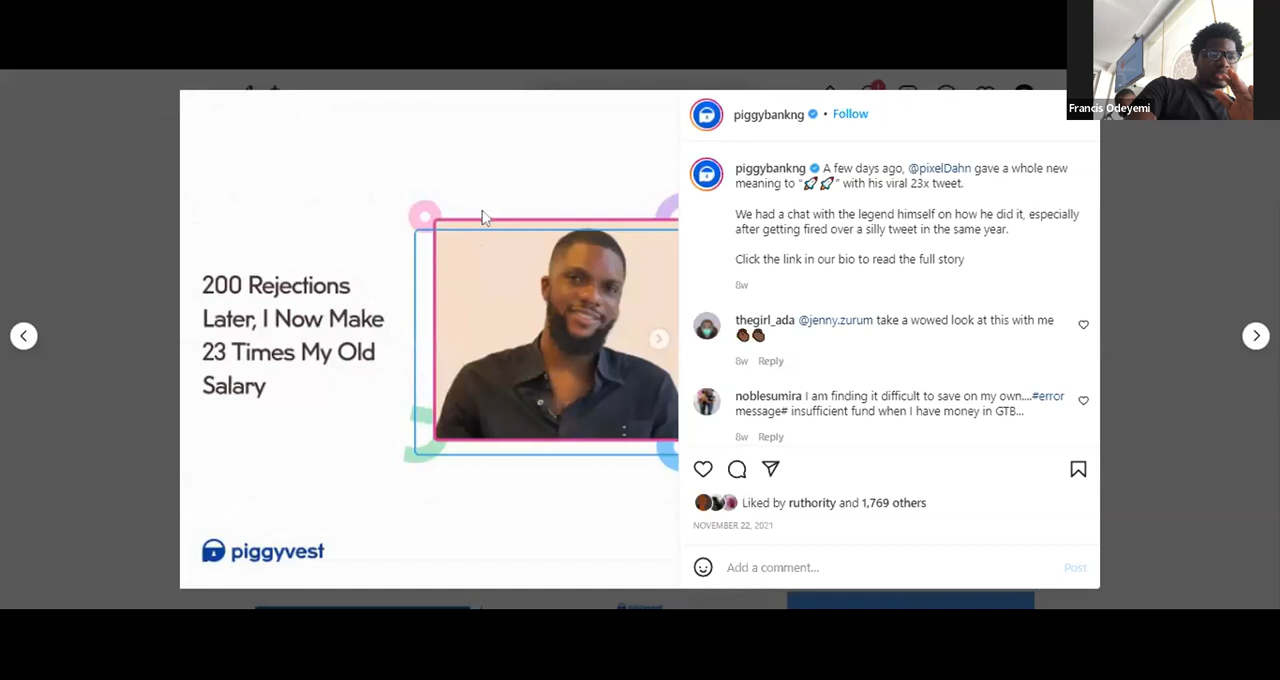 Francis Odeyemi
piggybankng • Follow
piggybankng A few days ago, @pixelDahn gave a whole new
meaning to "🚀🚀" with his viral 23x tweet.
We had a chat with the legend himself on how he did it, especially
after getting fired over a silly tweet in the same year.
Click the link in our bio to read the full story
8w
200 Rejections
Later, I Now Make
23 Times My Old
Salary
piggyvest
thegirl_ada @jenny.zurum take a wowed look at this with me
8w Reply
noblesumira I am finding it difficult to save on my own....#error
message# insufficient fund when I have money in GTB...
8w Reply
Liked by ruthority and 1,769 others
NOVEMBER 22, 2021
Add a comment... Post